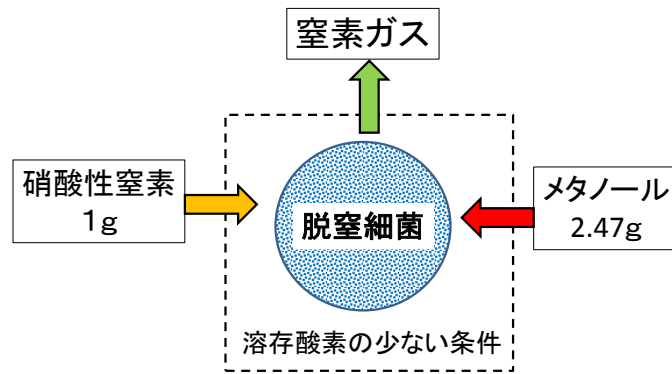 窒素ガス
硝酸性窒素
1g
脱窒細菌
メタノール
2.47g
溶存酸素の少ない条件